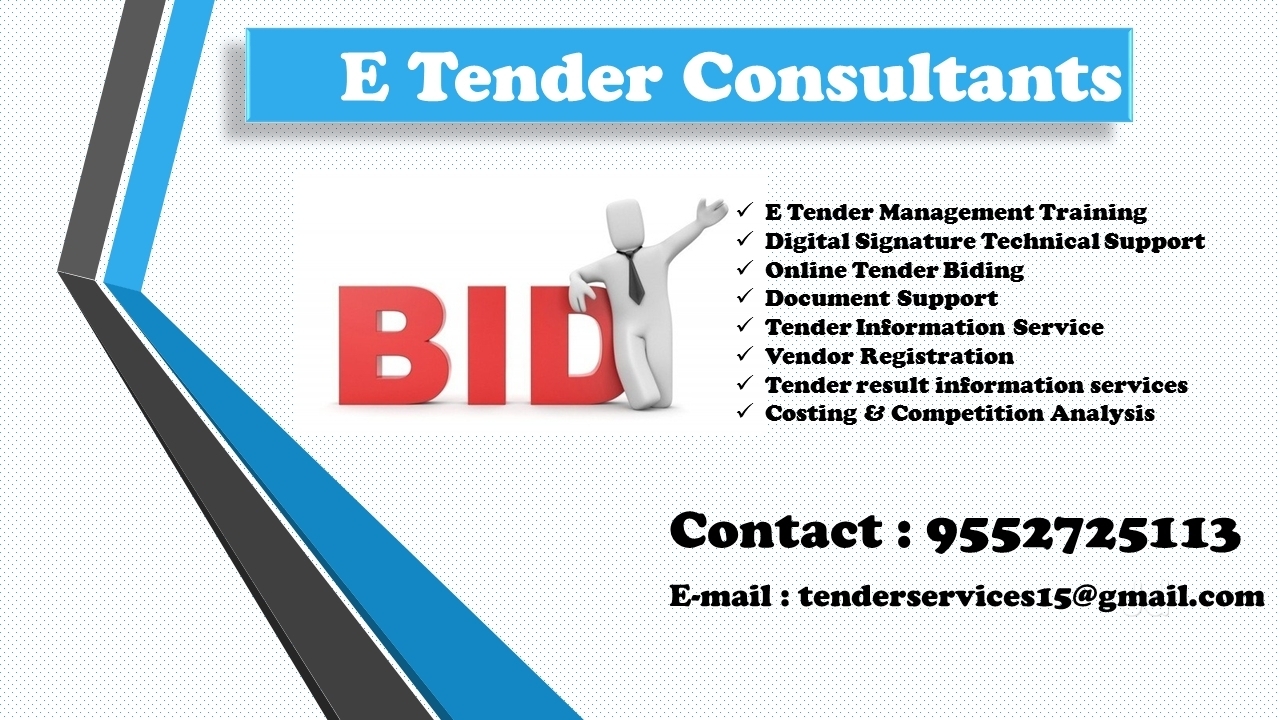 E Tender Consultants
BID
✓ E Tender Management Training
✓ Digital Signature Technical Support
✓ Online Tender Biding
✓ Document Support
✓ Tender Information Service
✓ Vendor Registration
✓ Tender result information services
✓ Costing & Competition Analysis
Contact : 9552725113
E-mail : tenderservices15@gmail.com